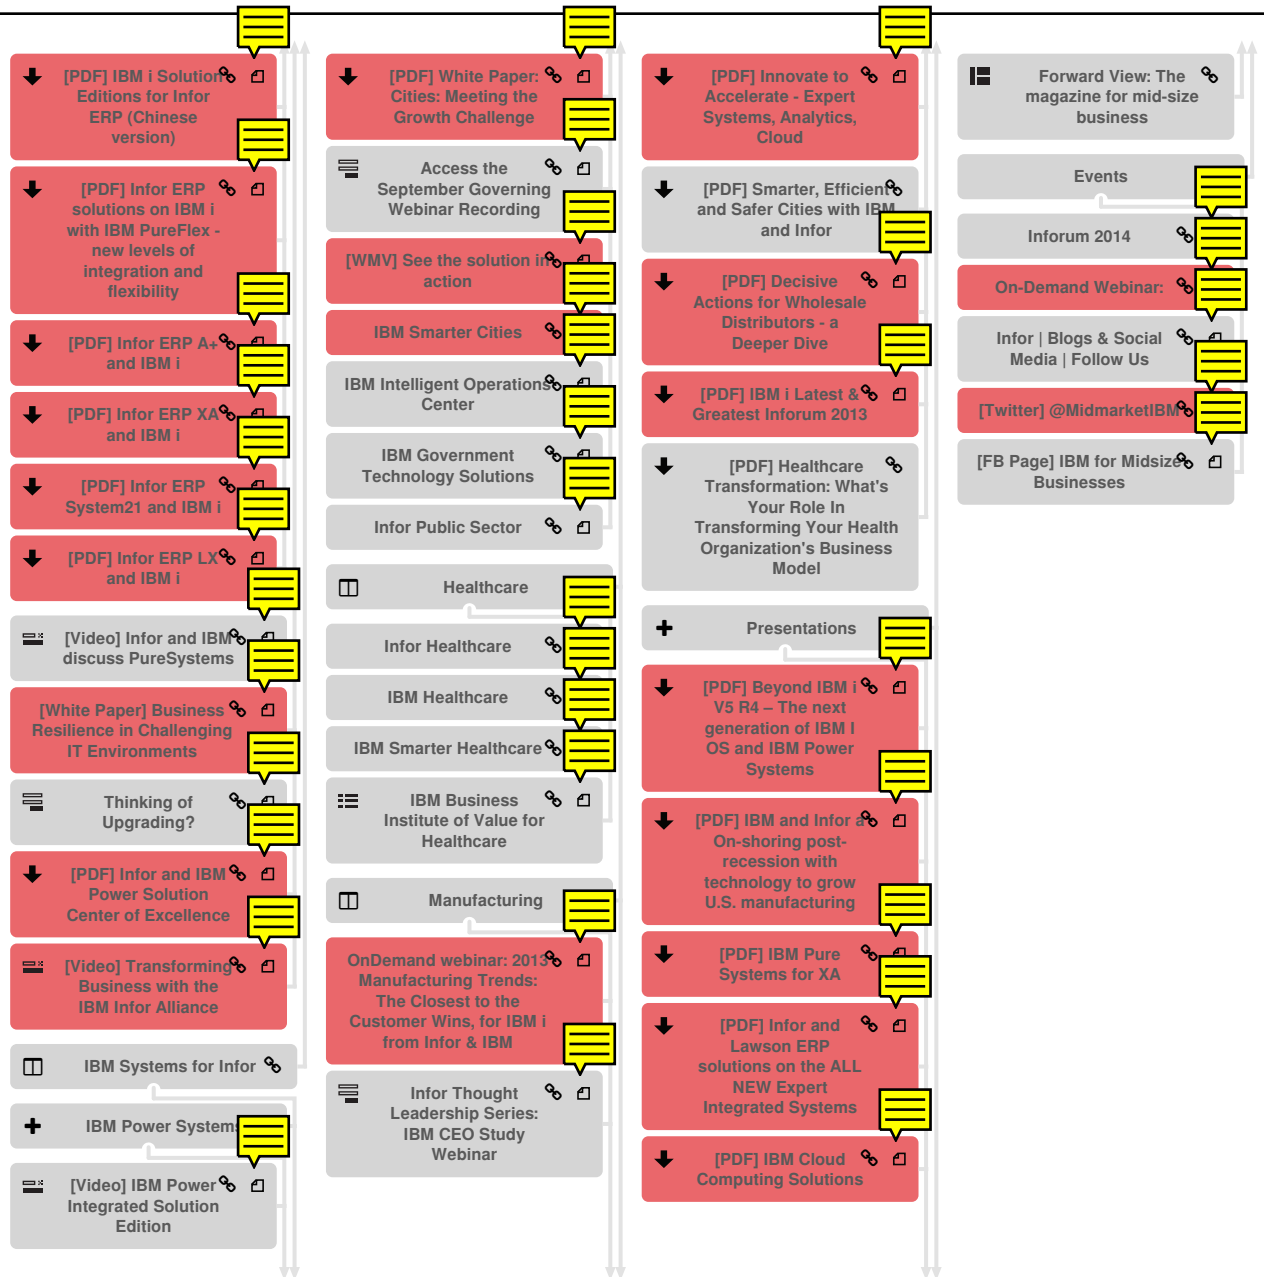 [PDF] IBM i Solution
Editions for Infor
ERP (Chinese
version)
[PDF] Infor ERP
solutions on IBM i
with IBM PureFlex -
new levels of
integration and
flexibility
[PDF] Infor ERP A+
and IBM i
[PDF] Infor ERP XA
and IBM i
[PDF] Infor ERP
System21 and IBM i
[PDF] Infor ERP LX
and IBM i
[Video] Infor and IBM
discuss PureSystems
[White Paper] Business
Resilience in Challenging
IT Environments
Thinking of
Upgrading?
[PDF] Infor and IBM
Power Solution
Center of Excellence
[Video] Transforming
Business with the
IBM Infor Alliance
IBM Systems for Infor
IBM Power Systems
[Video] IBM Power
Integrated Solution
Edition
[PDF] White Paper:
Cities: Meeting the
Growth Challenge
Access the
September Governing
Webinar Recording
[WMV] See the solution in
action
IBM Smarter Cities
IBM Intelligent Operations
Center
IBM Government
Technology Solutions
Infor Public Sector
Healthcare
Infor Healthcare
IBM Healthcare
IBM Smarter Healthcare
IBM Business
Institute of Value for
Healthcare
Manufacturing
OnDemand webinar: 2013
Manufacturing Trends:
The Closest to the
Customer Wins, for IBM i
from Infor & IBM
Infor Thought
Leadership Series:
IBM CEO Study
Webinar
[PDF] Innovate to
Accelerate - Expert
Systems, Analytics,
Cloud
[PDF] Smarter, Efficient
and Safer Cities with IBM
and Infor
[PDF] Decisive
Actions for Wholesale
Distributors - a
Deeper Dive
[PDF] IBM i Latest &
Greatest Inforum 2013
[PDF] Healthcare
Transformation: What's
Your Role In
Transforming Your Health
Organization's Business
Model
Presentations
[PDF] Beyond IBM i
V5 R4 – The next
generation of IBM I
OS and IBM Power
Systems
[PDF] IBM and Infor a
On-shoring post-
recession with
technology to grow
U.S. manufacturing
[PDF] IBM Pure
Systems for XA
[PDF] Infor and
Lawson ERP
solutions on the ALL
NEW Expert
Integrated Systems
[PDF] IBM Cloud
Computing Solutions
Forward View: The
magazine for mid-size
business
Events
Inforum 2014
On-Demand Webinar:
Infor | Blogs & Social
Media | Follow Us
[Twitter] @MidmarketIBM
[FB Page] IBM for Midsize
Businesses